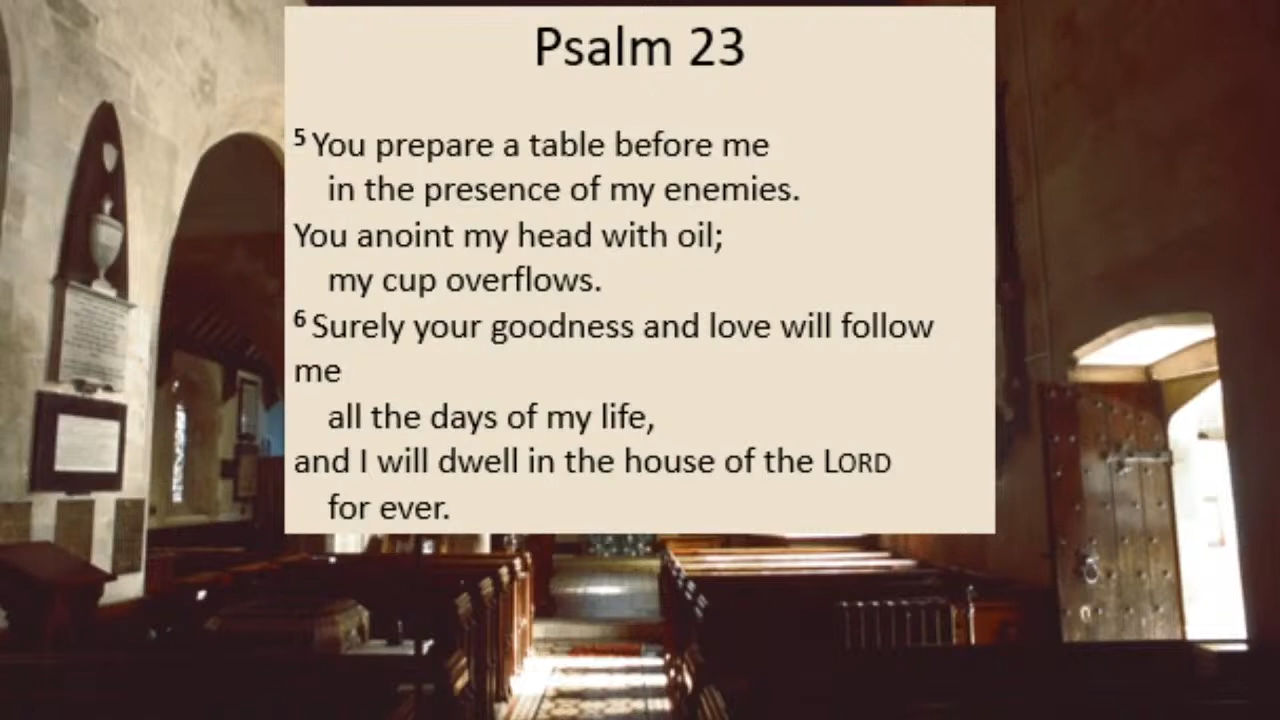 Psalm 23
5 You prepare a table before me
in the presence of my enemies.
You anoint my head with oil;
my cup overflows.
6 Surely your goodness and love will follow
me
all the days of my life,
and I will dwell in the house of the LORD
for ever.